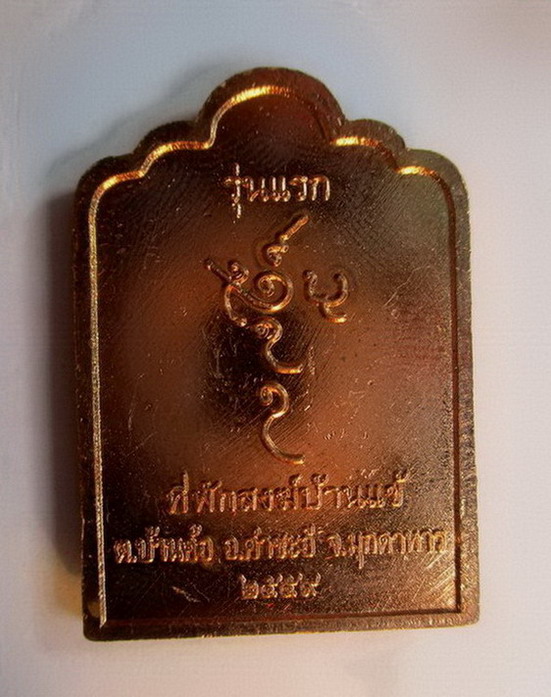 รุ่นแรก
ที่พักสงฆ์บ้านแข้
ต.บ้านค้อ อ.คำชะอี จ.มุกดาหาร
๒๕๕๙